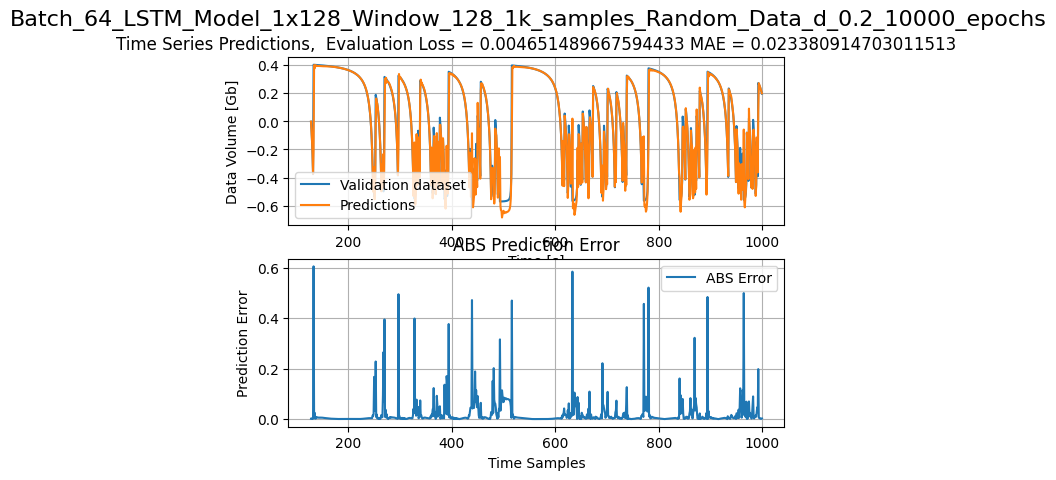 Batch_64_LSTM_Model_1x128_Window_128_1k_samples_Random_Data_d_0.2_10000_epochs
Time Series Predictions,  Evaluation Loss = 0.004651489667594433 MAE = 0.023380914703011513
0.4
0.2
0.0
−0.2
−0.4
−0.6
Data Volume [Gb]
Validation dataset
Predictions
200 400 600 800 1000
Time [s]
ABS Prediction Error
0.6
0.4
0.2
0.0
Prediction Error
ABS Error
200 400 600 800 1000
Time Samples